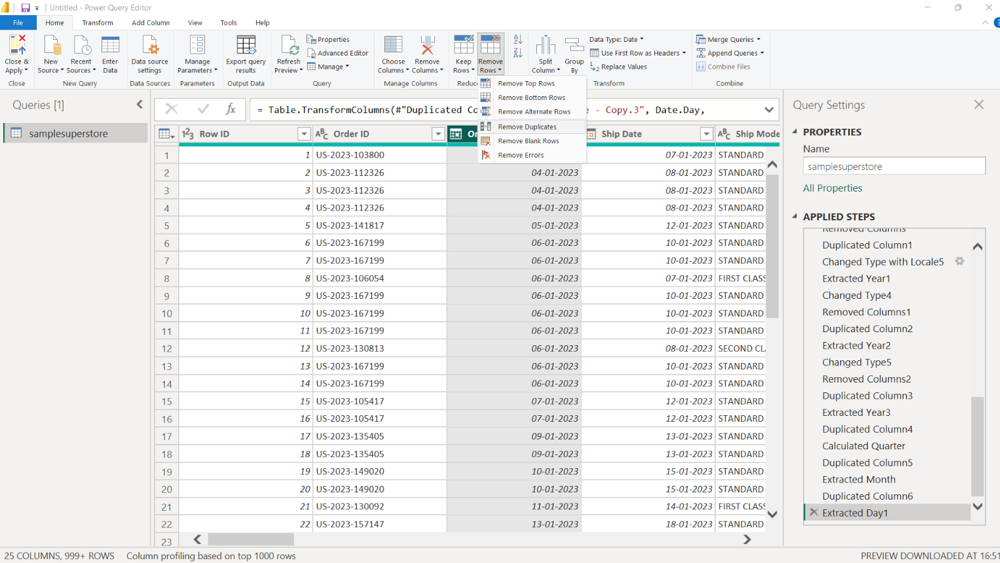 Untitled - Power Query Editor
File Home Transform Add Column View Tools Help
Close & Apply
New Source
Recent Sources
Enter Data
Data source settings
Manage Parameters
Export query results
Refresh Preview
Properties
Advanced Editor
Manage
Choose Columns
Remove Columns
Keep Rows
Remove Rows
Split Column
Group By
Data Type: Date
Use First Row as Headers
Replace Values
Merge Queries
Append Queries
Combine Files
Close New Query Data Sources Parameters Output Data Query Manage Columns Transform Combine
Remove Top Rows
Remove Bottom Rows
Remove Alternate Rows
Remove Duplicates
Remove Blank Rows
Remove Errors
Queries [1]
samplesuperstore
fx = Table.TransformColumns(#"Duplicated Co e - Copy.3", Date.Day,
1²3 Row ID ABC Order ID Or Ship Date ABC Ship Mode
1 1 US-2023-103800 07-01-2023 STANDARD
2 2 US-2023-112326 04-01-2023 08-01-2023 STANDARD
3 3 US-2023-112326 04-01-2023 08-01-2023 STANDARD
4 4 US-2023-112326 04-01-2023 08-01-2023 STANDARD
5 5 US-2023-141817 05-01-2023 12-01-2023 STANDARD
6 6 US-2023-167199 06-01-2023 10-01-2023 STANDARD
7 7 US-2023-167199 06-01-2023 10-01-2023 STANDARD
8 8 US-2023-106054 06-01-2023 07-01-2023 FIRST CLASS
9 9 US-2023-167199 06-01-2023 10-01-2023 STANDARD
10 10 US-2023-167199 06-01-2023 10-01-2023 STANDARD
11 11 US-2023-167199 06-01-2023 10-01-2023 STANDARD
12 12 US-2023-130813 06-01-2023 08-01-2023 SECOND CL
13 13 US-2023-167199 06-01-2023 10-01-2023 STANDARD
14 14 US-2023-167199 06-01-2023 10-01-2023 STANDARD
15 15 US-2023-105417 07-01-2023 12-01-2023 STANDARD
16 16 US-2023-105417 07-01-2023 12-01-2023 STANDARD
17 17 US-2023-135405 09-01-2023 13-01-2023 STANDARD
18 18 US-2023-135405 09-01-2023 13-01-2023 STANDARD
19 19 US-2023-149020 10-01-2023 15-01-2023 STANDARD
20 20 US-2023-149020 10-01-2023 15-01-2023 STANDARD
21 21 US-2023-130092 11-01-2023 14-01-2023 FIRST CLASS
22 22 US-2023-157147 13-01-2023 18-01-2023 STANDARD
23
Query Settings
PROPERTIES
Name
samplesuperstore
All Properties
APPLIED STEPS
Removed Columns
Duplicated Column1
Changed Type with Locale5
Extracted Year1
Changed Type4
Removed Columns1
Duplicated Column2
Extracted Year2
Changed Type5
Removed Columns2
Duplicated Column3
Extracted Year3
Duplicated Column4
Calculated Quarter
Duplicated Column5
Extracted Month
Duplicated Column6
Extracted Day1
25 COLUMNS, 999+ ROWS Column profiling based on top 1000 rows PREVIEW DOWNLOADED AT 16:51